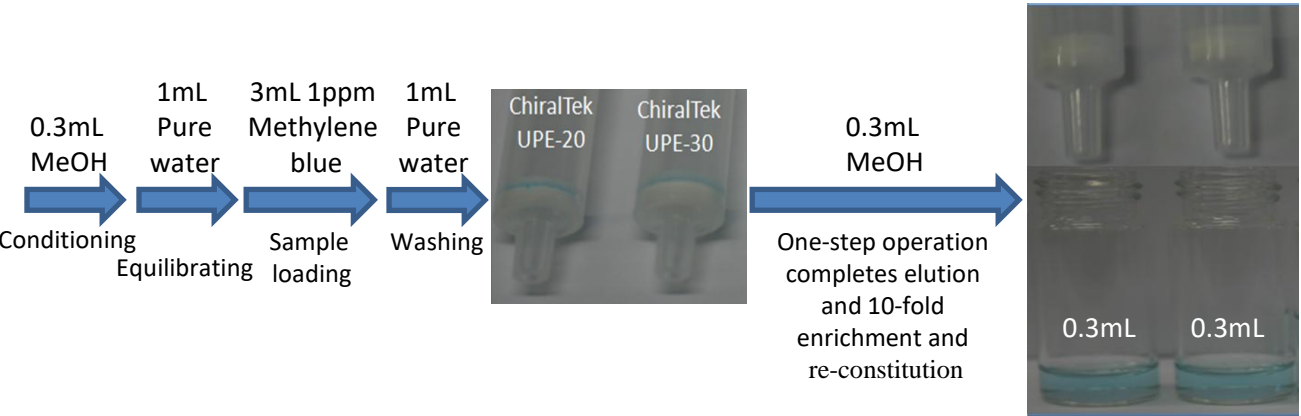 0.3mL
MeOH
Conditioning
1mL
Pure
water
Equilibrating
3mL 1ppm
Methylene
blue
Sample
loading
1mL
Pure
water
Washing
ChiralTek
UPE-20
ChiralTek
UPE-30
0.3mL
MeOH
One-step operation
completes elution
and 10-fold
enrichment and
re-constitution
0.3mL
0.3mL